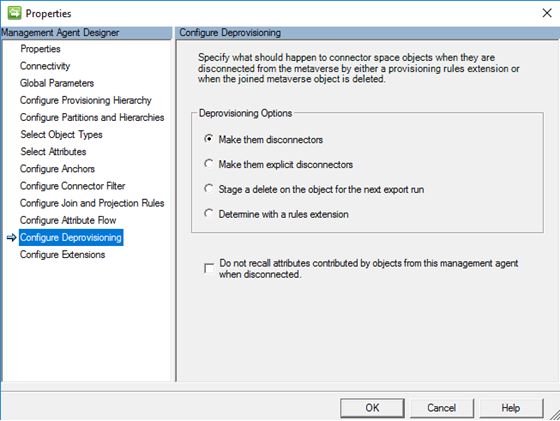 Properties
Management Agent Designer
Configure Deprovisioning
Properties
Connectivity
Global Parameters
Configure Provisioning Hierarchy
Configure Partitions and Hierarchies
Select Object Types
Select Attributes
Configure Anchors
Configure Connector Filter
Configure Join and Projection Rules
Configure Attribute Flow
Configure Deprovisioning
Configure Extensions
Specify what should happen to connector space objects when they are
disconnected from the metaverse by either a provisioning rules extension or
when the joined metaverse object is deleted.
Deprovisioning Options
Make them disconnectors
Make them explicit disconnectors
Stage a delete on the object for the next export run
Determine with a rules extension
Do not recall attributes contributed by objects from this management agent
when disconnected.
OK
Cancel
Help